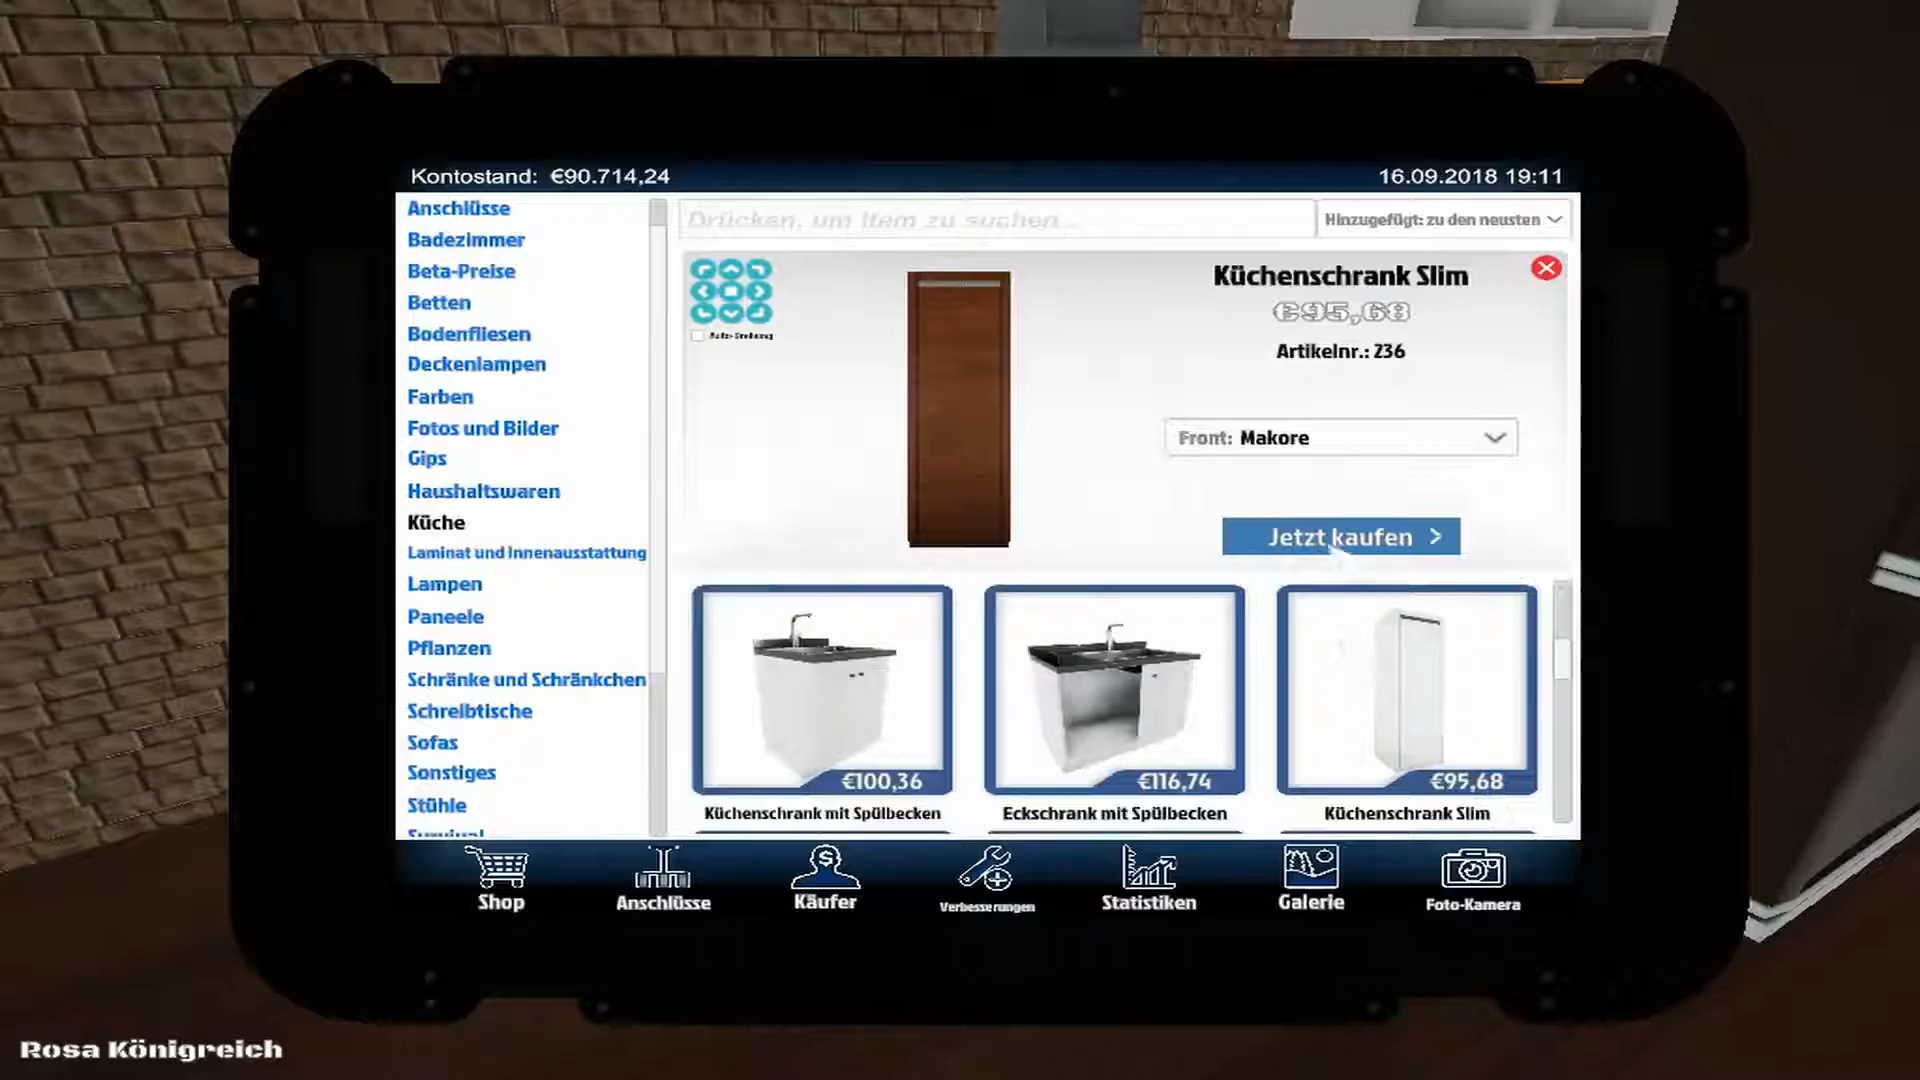 Kontostand: €90.714,24
16.09.2018 19:11
Anschlüsse
Badezimmer
Beta-Preise
Betten
Bodenfliesen
Deckenlampen
Farben
Fotos und Bilder
Gips
Haushaltswaren
Küche
Laminat und Innenausstattung
Lampen
Paneele
Pflanzen
Schränke und Schränkchen
Schreibtische
Sofas
Sonstiges
Stühle
Survival
Drücken, um Item zu suchen...
Hinzugefügt: zu den neusten
Auto-Drehung
Küchenschrank Slim
€95,68
Artikelnr.: 236
Front: Makore
Jetzt kaufen
€100,36
€116,74
€95,68
Küchenschrank mit Spülbecken
Eckschrank mit Spülbecken
Küchenschrank Slim
Shop
Anschlüsse
Käufer
Verbesserungen
Statistiken
Galerie
Foto-Kamera
Rosa Königreich